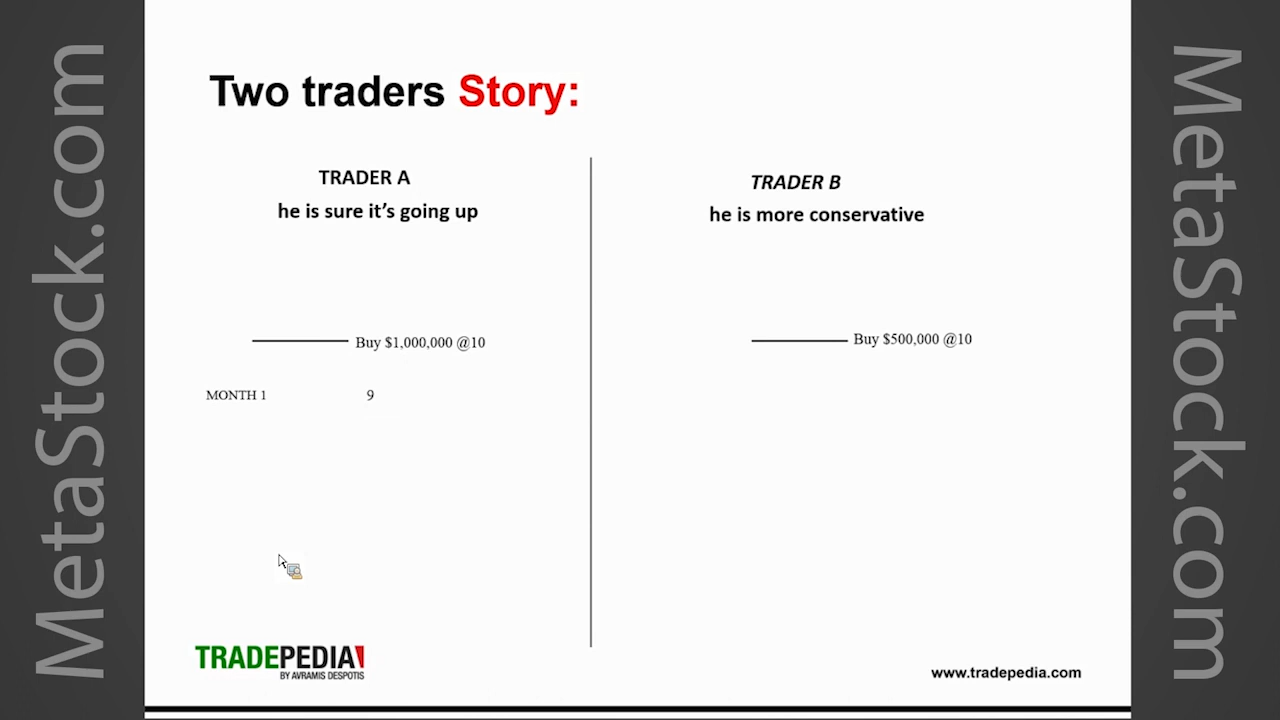 MetaStock.com
Two traders Story:
TRADER A
he is sure it's going up
Buy $1,000,000 @10
MONTH 1 9
TRADER B
he is more conservative
Buy $500,000 @10
TRADEPEDIA
BY AVRAMIS DESPOTIS
www.tradepedia.com
MetaStock.com